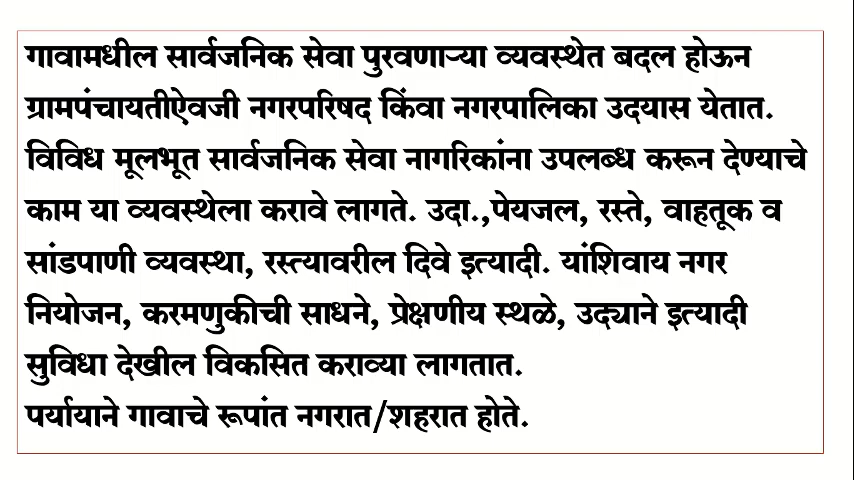 गावामधील सार्वजनिक सेवा पुरवणाऱ्या व्यवस्थेत बदल होऊन
ग्रामपंचायतीऐवजी नगरपरिषद किंवा नगरपालिका उदयास येतात.
विविध मूलभूत सार्वजनिक सेवा नागरिकांना उपलब्ध करून देण्याचे
काम या व्यवस्थेला करावे लागते. उदा.,पेयजल, रस्ते, वाहतूक व
सांडपाणी व्यवस्था, रस्त्यावरील दिवे इत्यादी. यांशिवाय नगर
नियोजन, करमणुकीची साधने, प्रेक्षणीय स्थळे, उद्याने इत्यादी
सुविधा देखील विकसित कराव्या लागतात.
पर्यायाने गावाचे रूपांत नगरात/शहरात होते.